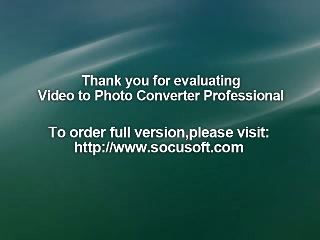 Thank you for evaluating
Video to Photo Converter Professional
To order full version,please visit:
http://www.socusoft.com